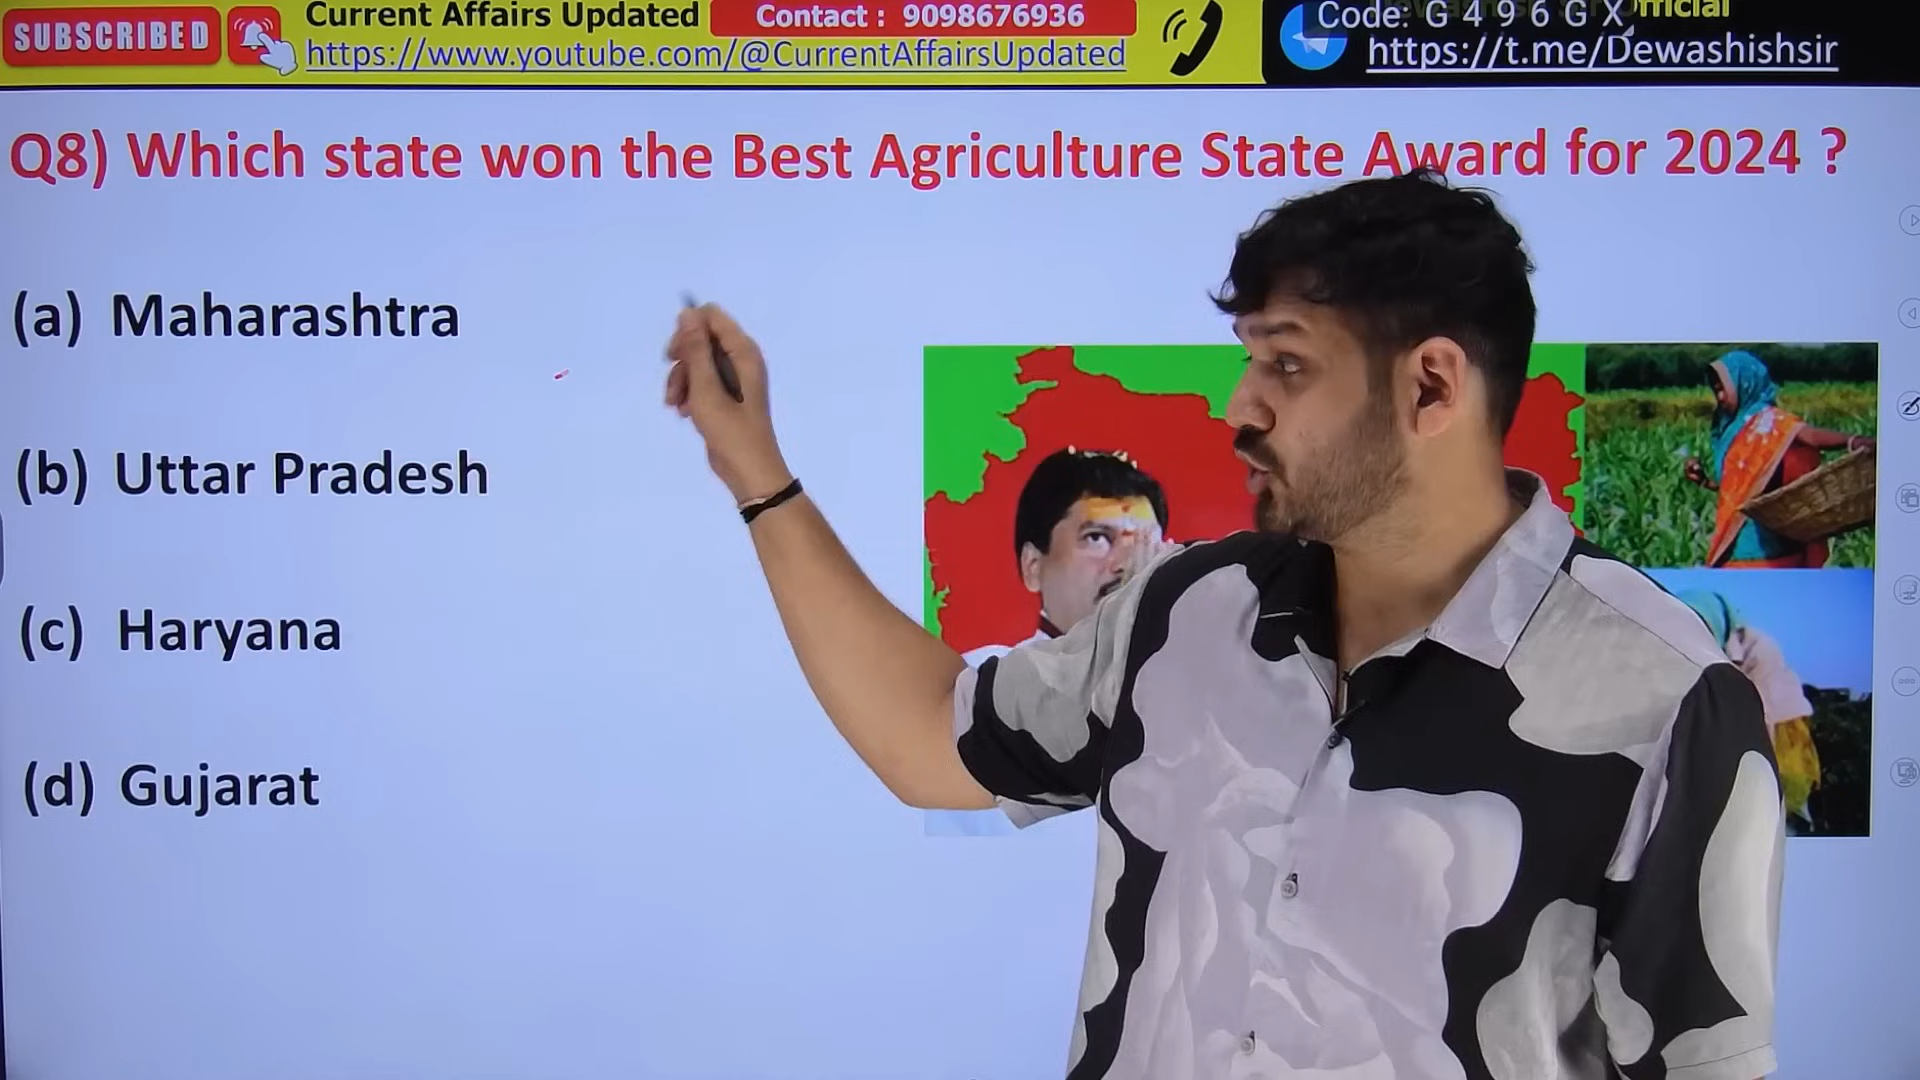 SUBSCRIBED
Current Affairs Updated
https://www.youtube.com/@CurrentAffairsUpdated
Contact : 9098676936
Code: G 4 9 6 G X
https://t.me/Dewashishsir
Q8) Which state won the Best Agriculture State Award for 2024 ?
(a) Maharashtra
(b) Uttar Pradesh
(c) Haryana
(d) Gujarat